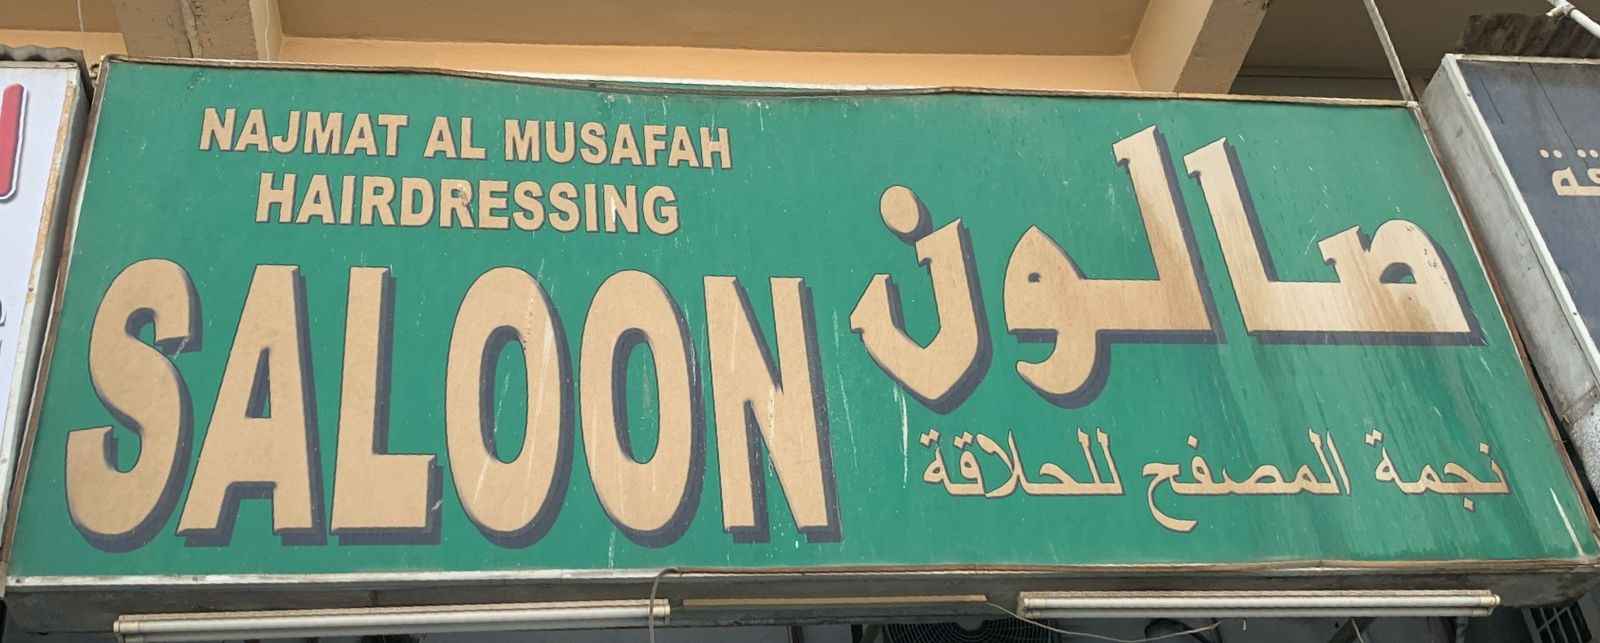 NAJMAT AL MUSAFAH
HAIRDRESSING
SALOON
صالون
نجمة المصفح للحلاقة